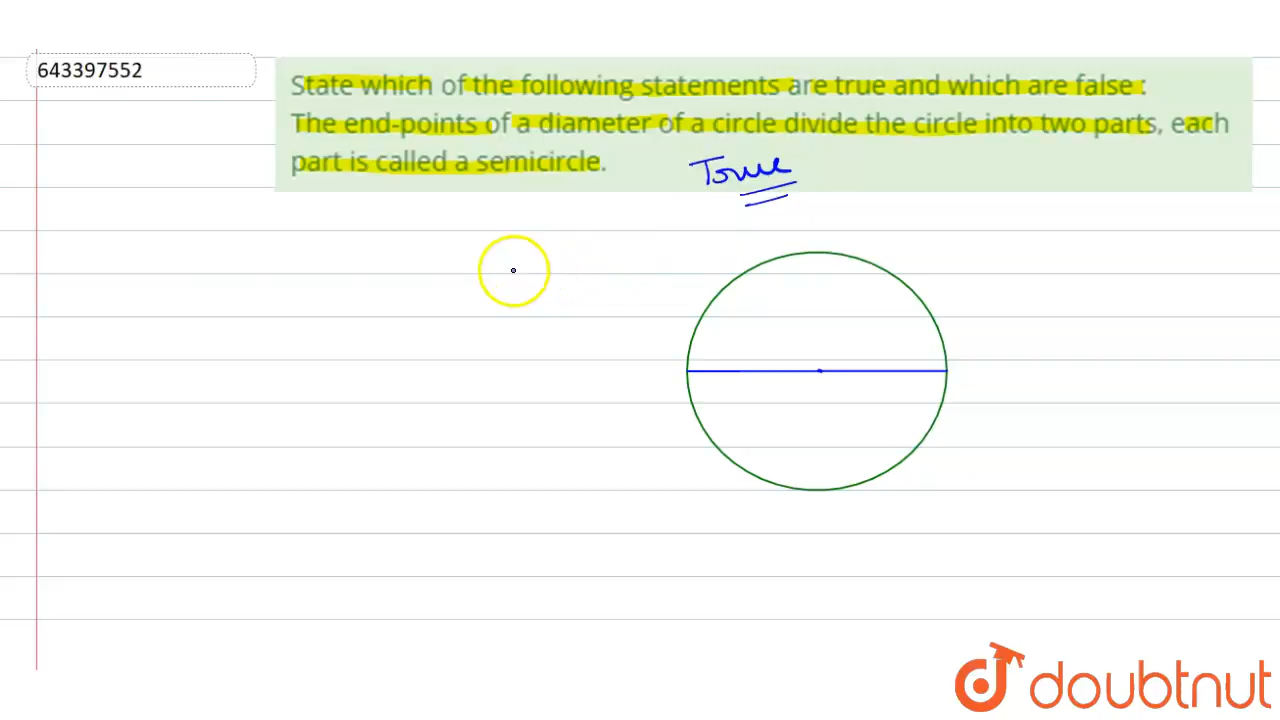 643397552
State which of the following statements are true and which are false :
The end-points of a diameter of a circle divide the circle into two parts, each
part is called a semicircle.
True
doubtnut